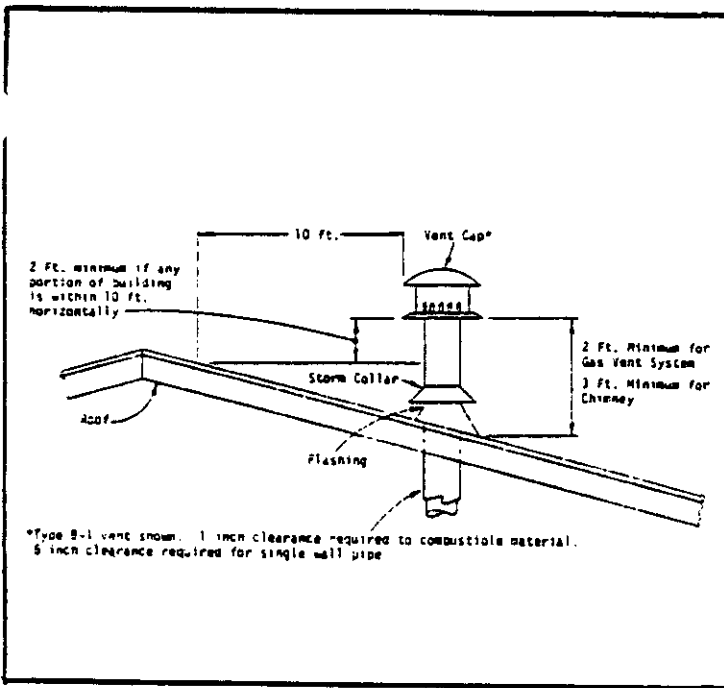 10 ft.
Vent Cap*
2 Ft. minimum if any
portion of building
is within 10 ft.
horizontally
2 Ft. Minimum for
Gas Vent System
3 Ft. Minimum for
Chimney
Storm Collar
Roof
Flashing
*Type B-1 vent shown. 1 inch clearance required to combustible material.
6 inch clearance required for single wall pipe